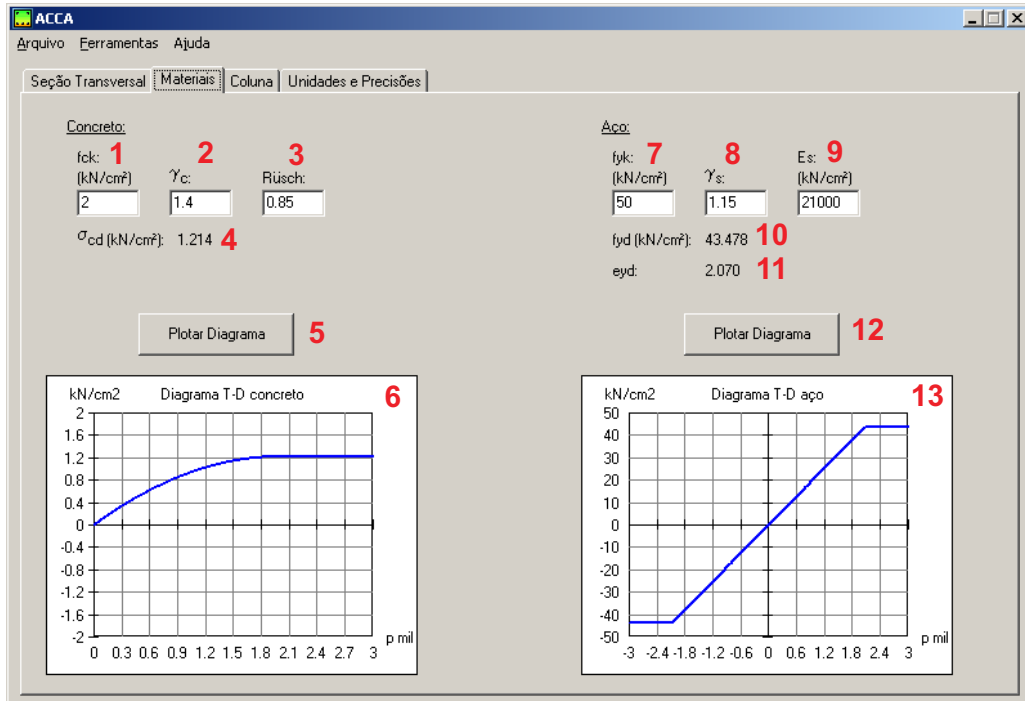 ACCA
Arquivo Ferramentas Ajuda
Seção Transversal Materiais Coluna Unidades e Precisões
Concreto:
fck: 1 2 3
(kN/cm²) γc: Rüsch:
2 1.4 0.85
σcd (kN/cm²): 1.214 4
Plotar Diagrama 5
kN/cm2 Diagrama T-D concreto 6
2
1.6
1.2
0.8
0.4
0
-0.4
-0.8
-1.2
-1.6
-2
p mil
0 0.3 0.6 0.9 1.2 1.5 1.8 2.1 2.4 2.7 3
Aço:
fyk: 7 8 Es: 9
(kN/cm²) γs: (kN/cm²)
50 1.15 21000
fyd (kN/cm²): 43.478 10
eyd: 2.070 11
Plotar Diagrama 12
kN/cm2 Diagrama T-D aço 13
50
40
30
20
10
0
-10
-20
-30
-40
-50
p mil
-3 -2.4 -1.8 -1.2 -0.6 0 0.6 1.2 1.8 2.4 3